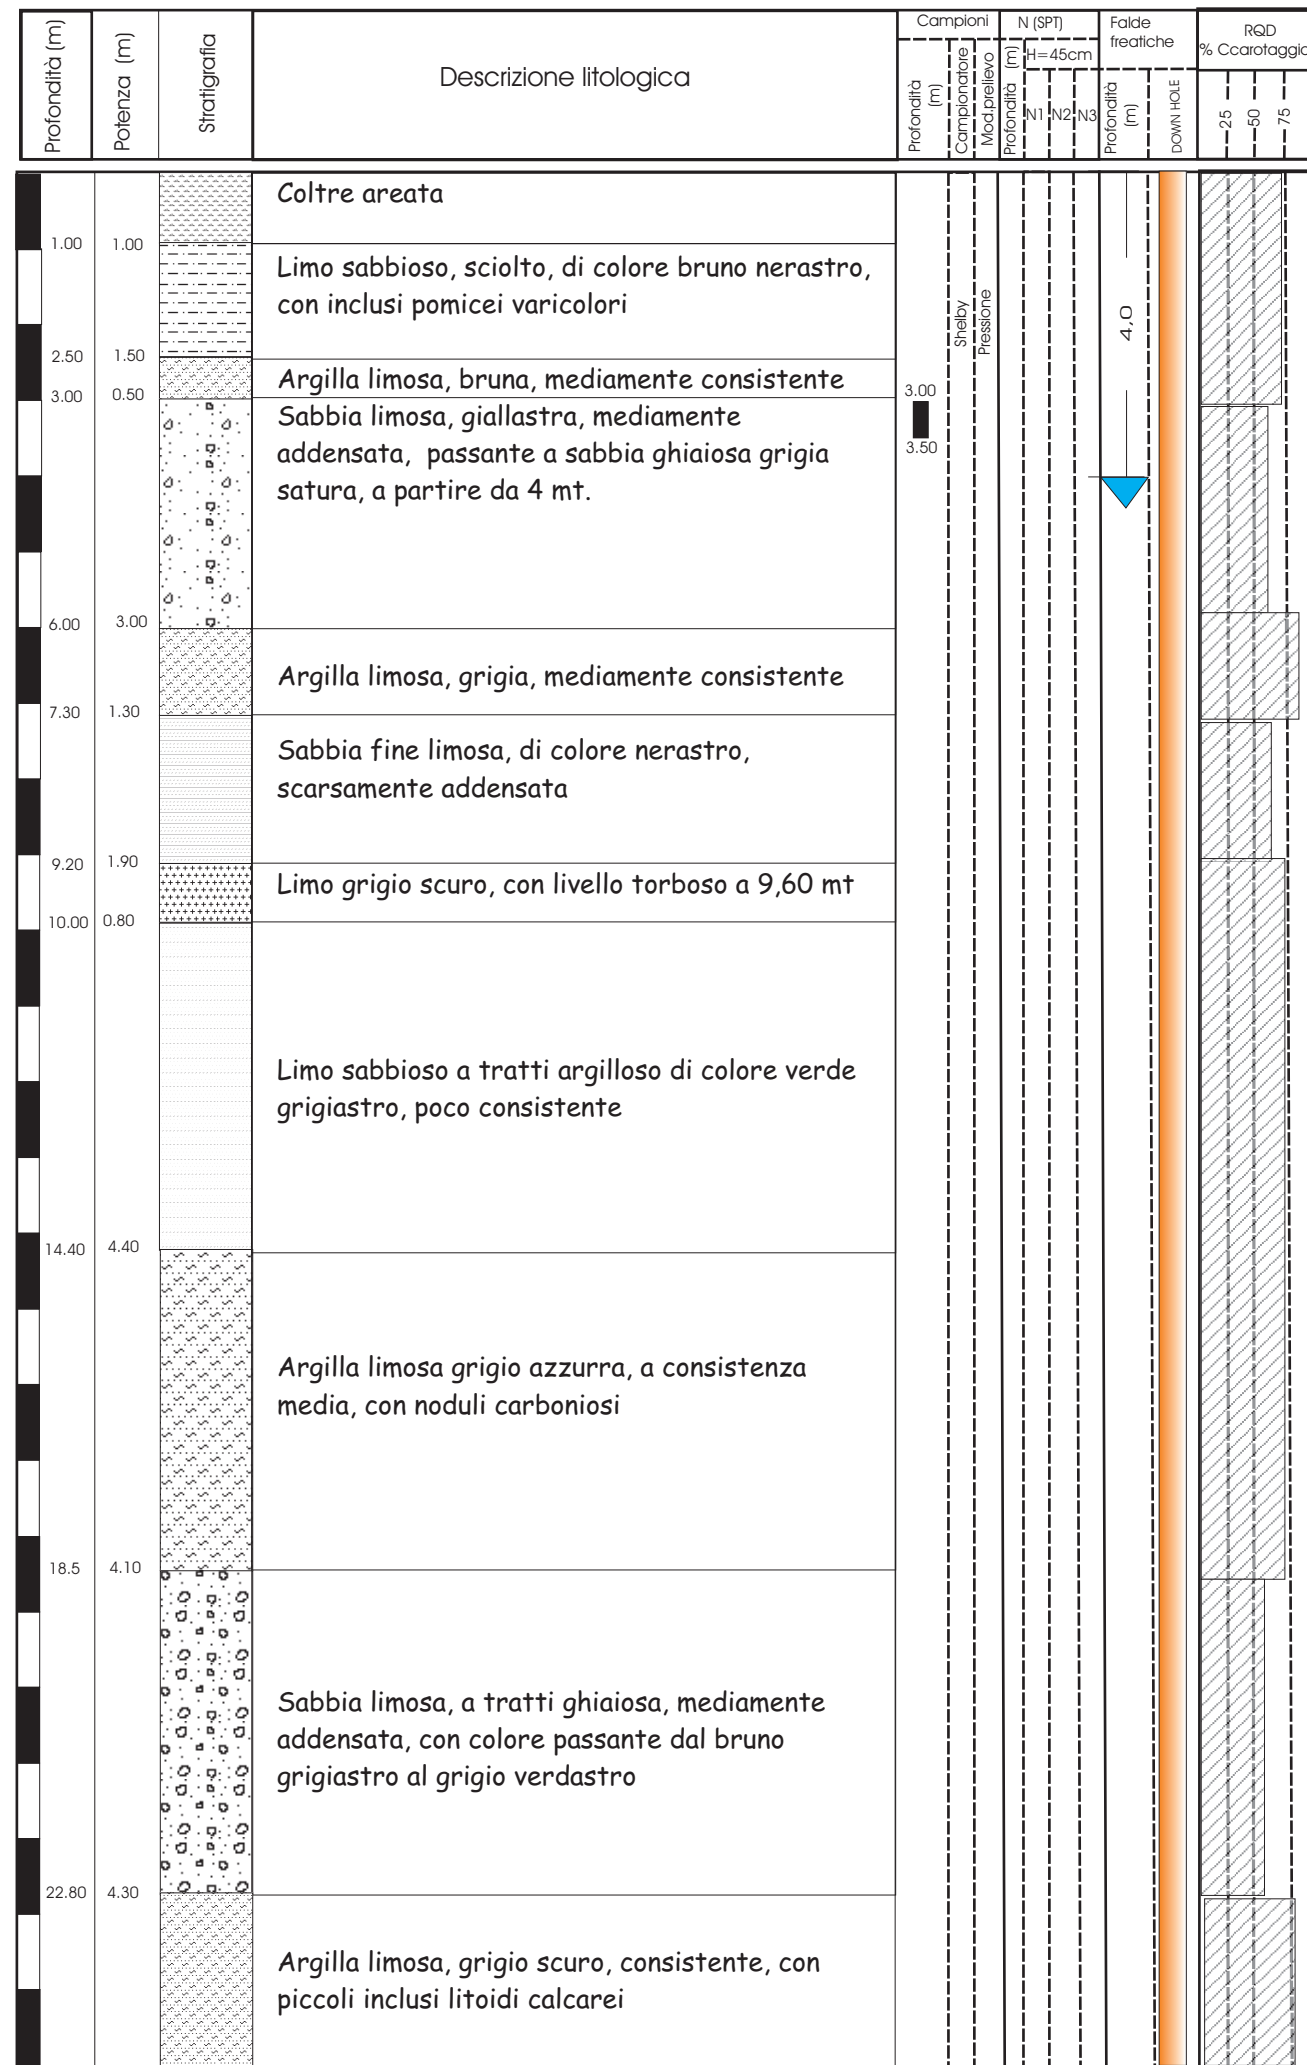 Profondità (m)
Potenza (m)
Stratigrafia
Descrizione litologica
Campioni
Profondità (m)
Campionatore
Mod.prelievo
N (SPT)
Profondità (m)
H=45cm
N1
N2
N3
Falde
freatiche
Profondità (m)
DOWN HOLE
RQD
% Ccarotaggio
25
50
75
Coltre areata
1.00 1.00
Limo sabbioso, sciolto, di colore bruno nerastro,
con inclusi pomicei varicolori
Shelby
Pressione
4,0
2.50 1.50
Argilla limosa, bruna, mediamente consistente
3.00 0.50
3.00
3.50
Sabbia limosa, giallastra, mediamente
addensata, passante a sabbia ghiaiosa grigia
satura, a partire da 4 mt.
6.00 3.00
Argilla limosa, grigia, mediamente consistente
7.30 1.30
Sabbia fine limosa, di colore nerastro,
scarsamente addensata
9.20 1.90
Limo grigio scuro, con livello torboso a 9,60 mt
10.00 0.80
Limo sabbioso a tratti argilloso di colore verde
grigiastro, poco consistente
14.40 4.40
Argilla limosa grigio azzurra, a consistenza
media, con noduli carboniosi
18.5 4.10
Sabbia limosa, a tratti ghiaiosa, mediamente
addensata, con colore passante dal bruno
grigiastro al grigio verdastro
22.80 4.30
Argilla limosa, grigio scuro, consistente, con
piccoli inclusi litoidi calcarei